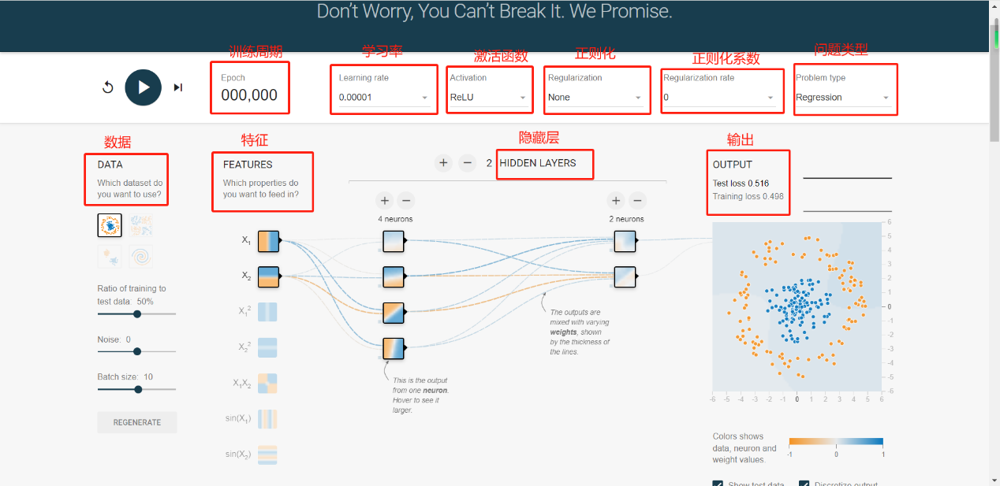 Don't Worry, You Can't Break It. We Promise.
训练周期
学习率
激活函数
正则化
正则化系数
问题类型
Epoch
000,000
Learning rate
0.00001
Activation
ReLU
Regularization
None
Regularization rate
0
Problem type
Regression
数据
DATA
Which dataset do
you want to use?
Ratio of training to
test data: 50%
Noise: 0
Batch size: 10
REGENERATE
特征
FEATURES
Which properties do
you want to feed in?
X1
X2
X1²
X2²
X1X2
sin(X1)
sin(X2)
隐藏层
+ − 2 HIDDEN LAYERS
+ −
4 neurons
+ −
2 neurons
The outputs are
mixed with varying
weights, shown
by the thickness of
the lines.
This is the output
from one neuron.
Hover to see it
larger.
输出
OUTPUT
Test loss 0.516
Training loss 0.498
6
5
4
3
2
1
0
-1
-2
-3
-4
-5
-6
-6 -5 -4 -3 -2 -1 0 1 2 3 4 5 6
Colors shows
data, neuron and
weight values.
-1 0 1
Show test data
Discretize output